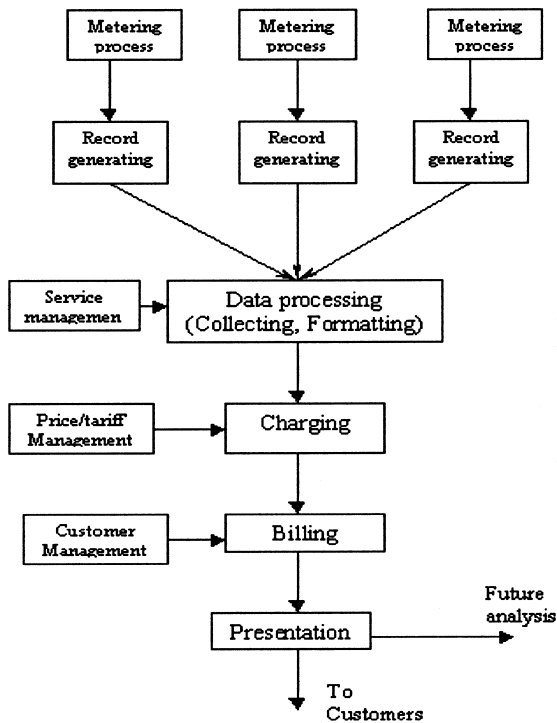 Metering
process
Metering
process
Metering
process
Record
generating
Record
generating
Record
generating
Service
managemen
Data processing
(Collecting, Formatting)
Price/tariff
Management
Charging
Customer
Management
Billing
Future
analysis
Presentation
To
Customers